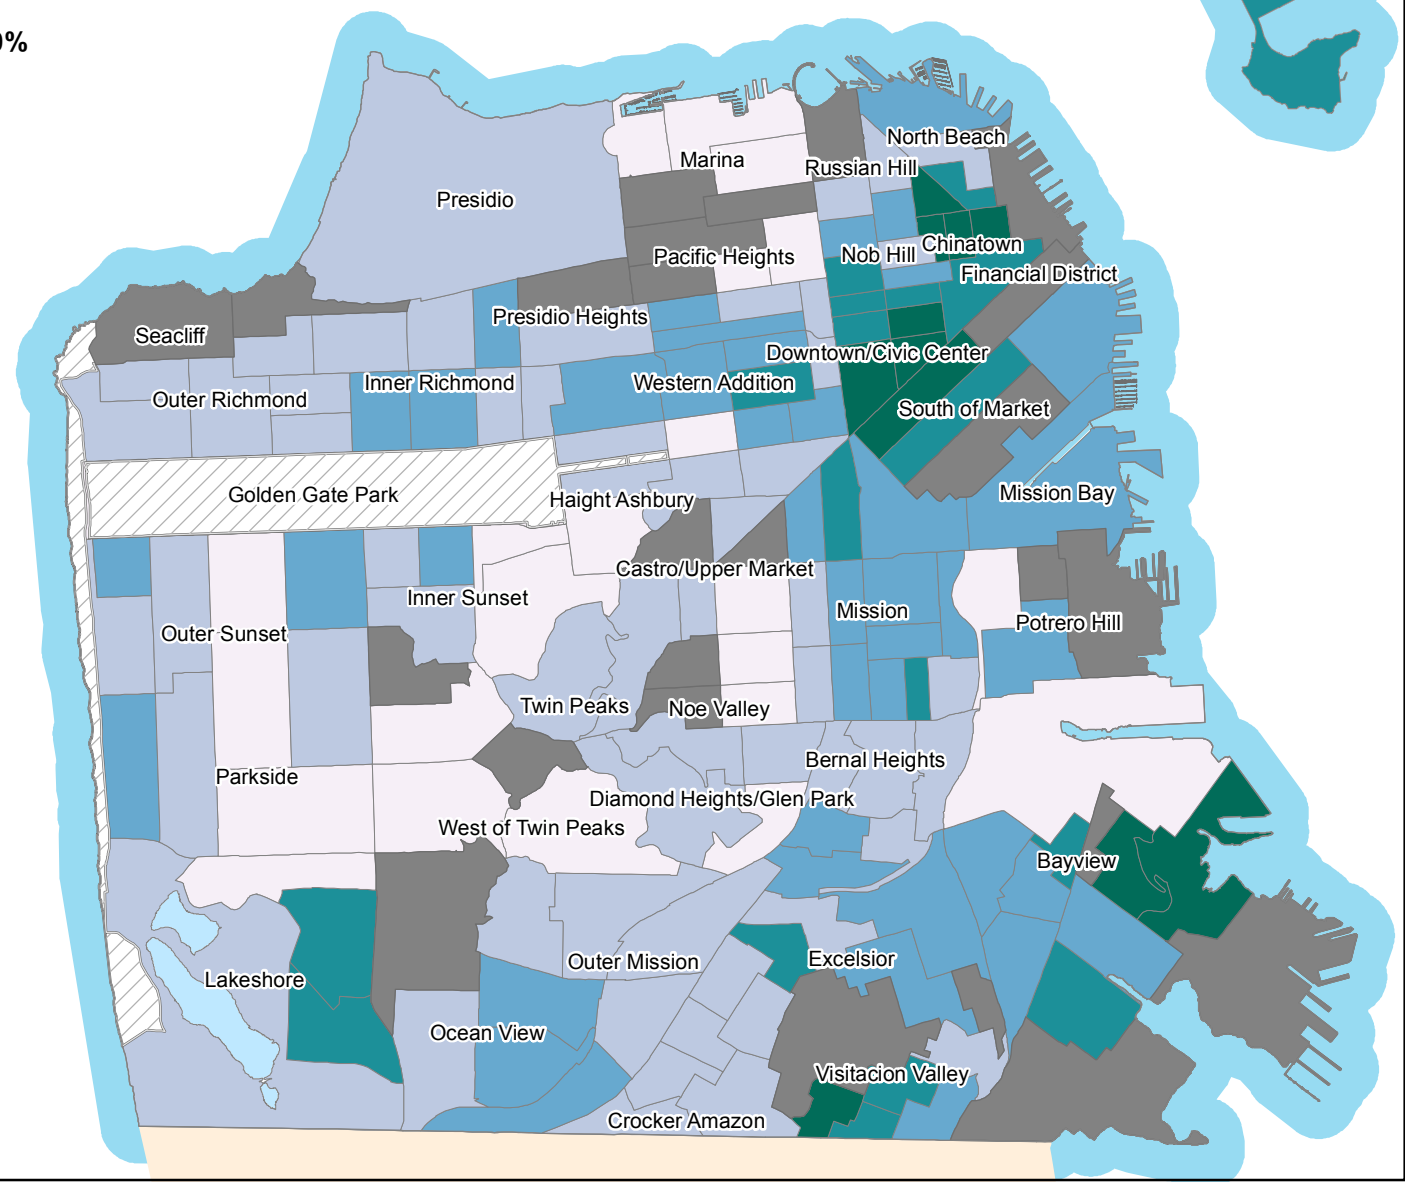 0%
North Beach
Marina
Russian Hill
Presidio
Chinatown
Nob Hill
Pacific Heights
Financial District
Presidio Heights
Seacliff
Downtown/Civic Center
Inner Richmond
Western Addition
Outer Richmond
South of Market
Golden Gate Park
Haight Ashbury
Mission Bay
Castro/Upper Market
Inner Sunset
Mission
Potrero Hill
Outer Sunset
Twin Peaks
Noe Valley
Bernal Heights
Parkside
Diamond Heights/Glen Park
West of Twin Peaks
Bayview
Excelsior
Outer Mission
Lakeshore
Ocean View
Visitacion Valley
Crocker Amazon